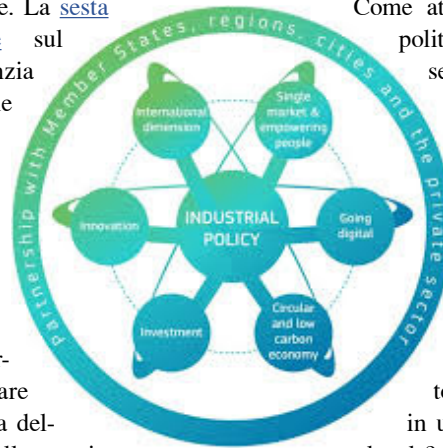 e. La sesta
sul
nzia
Come at
polit
se
partnership with Member States, regions, cities and the private sector
International
dimension
Single
market &
empowering
people
Innovation
INDUSTRIAL
POLICY
Going
digital
Investment
Circular
and low
carbon
economy
are
a del-
in u